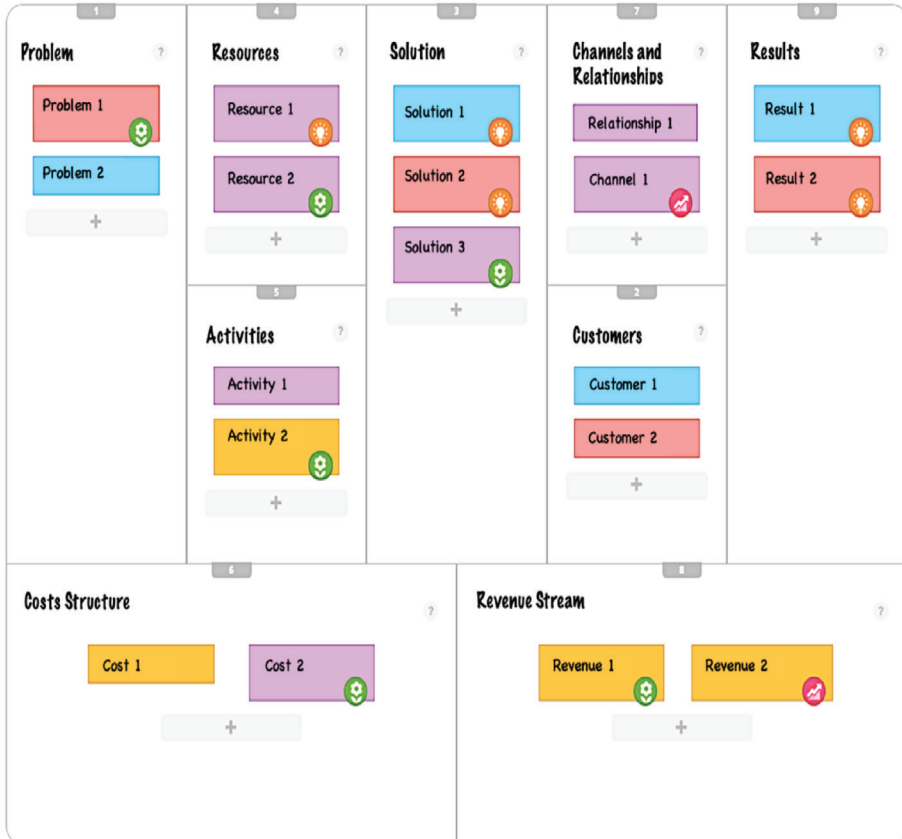 1
Problem
?
Problem 1
Problem 2
+
4
Resources
?
Resource 1
Resource 2
+
5
Activities
?
Activity 1
Activity 2
+
3
Solution
?
Solution 1
Solution 2
Solution 3
+
7
Channels and
Relationships
?
Relationship 1
Channel 1
+
2
Customers
?
Customer 1
Customer 2
+
9
Results
?
Result 1
Result 2
+
6
Costs Structure
?
Cost 1
Cost 2
+
8
Revenue Stream
?
Revenue 1
Revenue 2
+